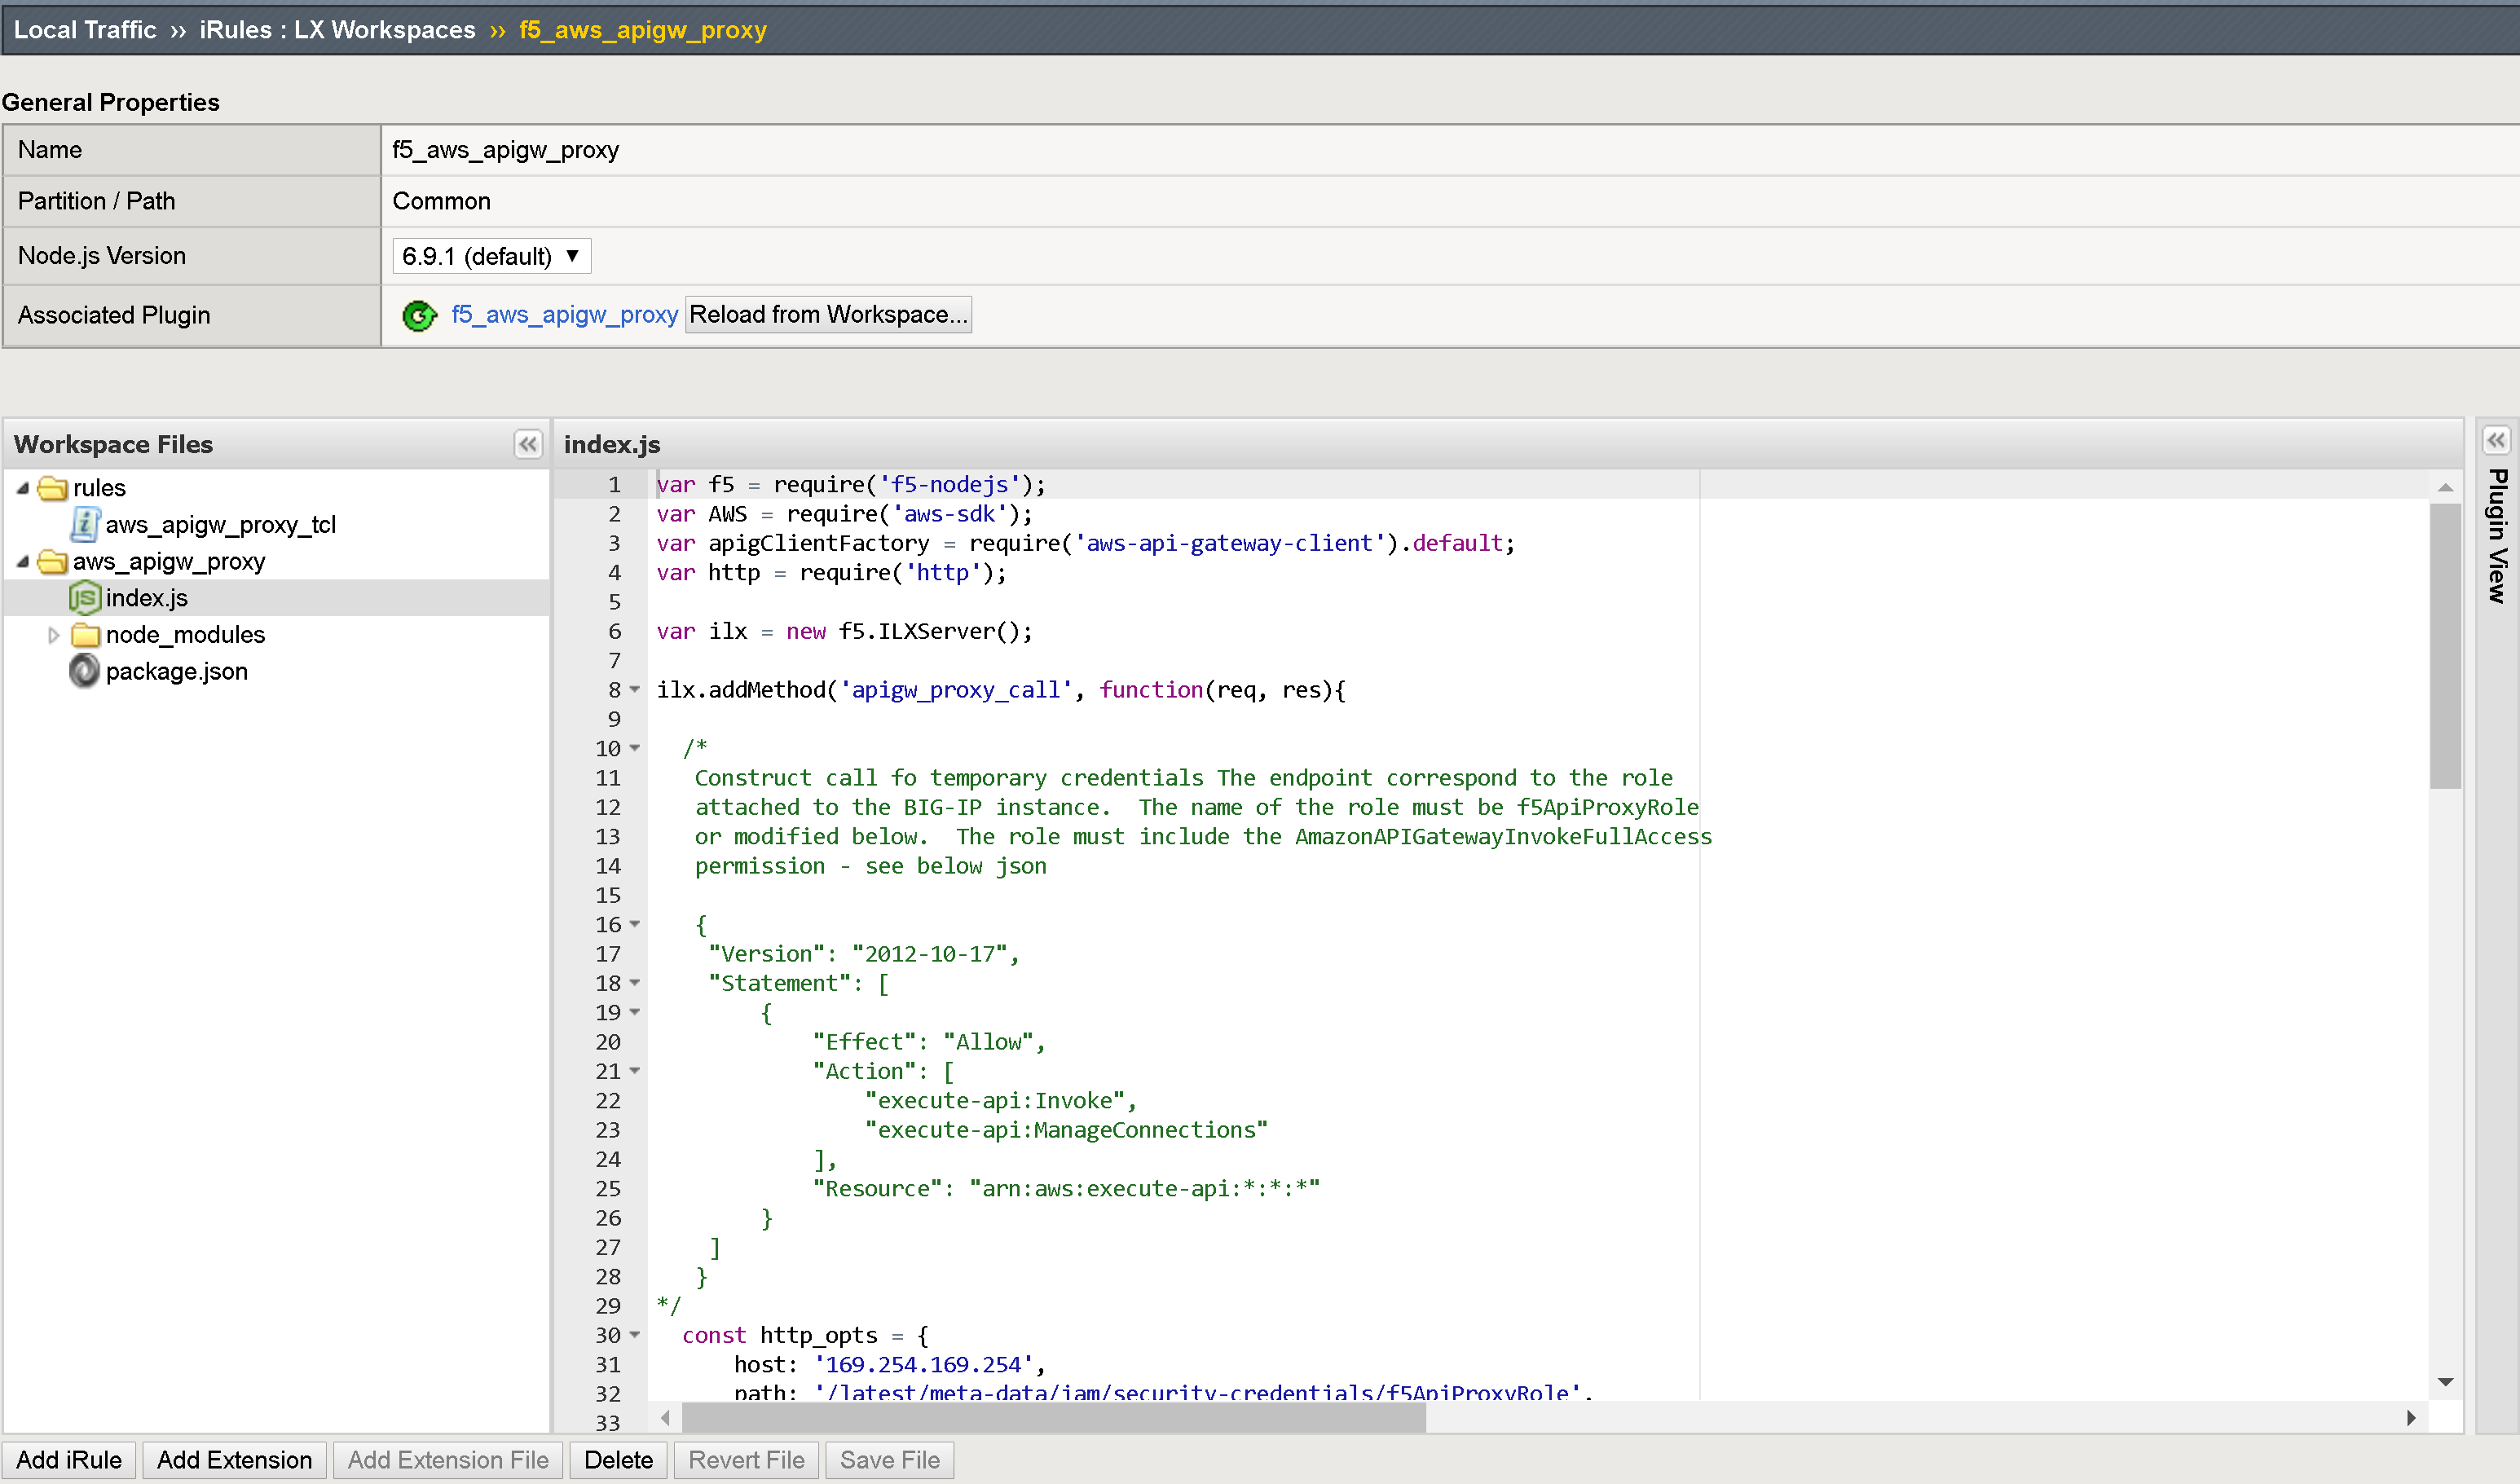 Local Traffic ›› iRules : LX Workspaces ›› f5_aws_apigw_proxy
General Properties
Name f5_aws_apigw_proxy
Partition / Path Common
Node.js Version 6.9.1 (default)
Associated Plugin f5_aws_apigw_proxy Reload from Workspace...
Workspace Files
rules
aws_apigw_proxy_tcl
aws_apigw_proxy
index.js
node_modules
package.json
index.js
1 var f5 = require('f5-nodejs');
2 var AWS = require('aws-sdk');
3 var apigClientFactory = require('aws-api-gateway-client').default;
4 var http = require('http');
5
6 var ilx = new f5.ILXServer();
7
8 ilx.addMethod('apigw_proxy_call', function(req, res){
9
10 /*
11 Construct call fo temporary credentials The endpoint correspond to the role
12 attached to the BIG-IP instance.  The name of the role must be f5ApiProxyRole
13 or modified below.  The role must include the AmazonAPIGatewayInvokeFullAccess
14 permission - see below json
15
16 {
17 "Version": "2012-10-17",
18 "Statement": [
19 {
20 "Effect": "Allow",
21 "Action": [
22 "execute-api:Invoke",
23 "execute-api:ManageConnections"
24 ],
25 "Resource": "arn:aws:execute-api:*:*:*"
26 }
27 ]
28 }
29 */
30 const http_opts = {
31 host: '169.254.169.254',
32 path: '/latest/meta-data/iam/security-credentials/f5ApiProxyRole',
33
Plugin View
Add iRule Add Extension Add Extension File Delete Revert File Save File